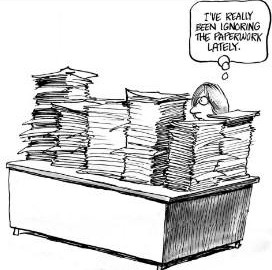 I'VE REALLY
BEEN IGNORING
THE PAPERWORK
LATELY.